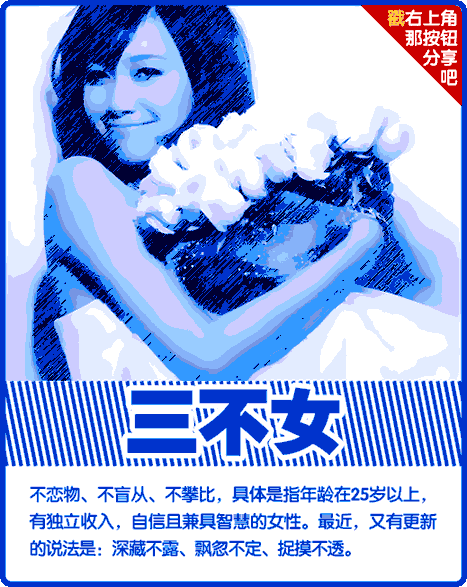 戳右上角
那按钮
分享
吧
三不女
不恋物、不盲从、不攀比，具体是指年龄在25岁以上，
有独立收入，自信且兼具智慧的女性。最近，又有更新
的说法是：深藏不露、飘忽不定、捉摸不透。